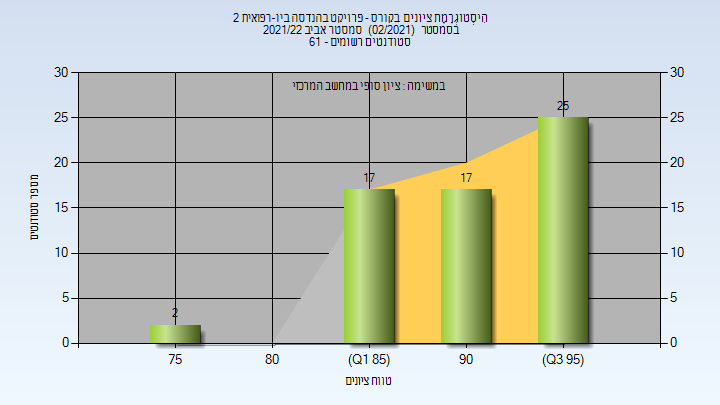 היסטוגרמת ציונים בקורס - פרויקט בהנדסה ביו-רפואית 2
בסמסטר (02/2021) סמסטר אביב 2021/22
סטודנטים רשומים - 61
במשימה : ציון סופי במחשב המרכזי
30 30
25 25 25
20 20
17 17
15 15
10 10
5 5
2
0 0
75 80 (Q1 85) 90 (Q3 95)
מספר סטודנטים
טווח ציונים